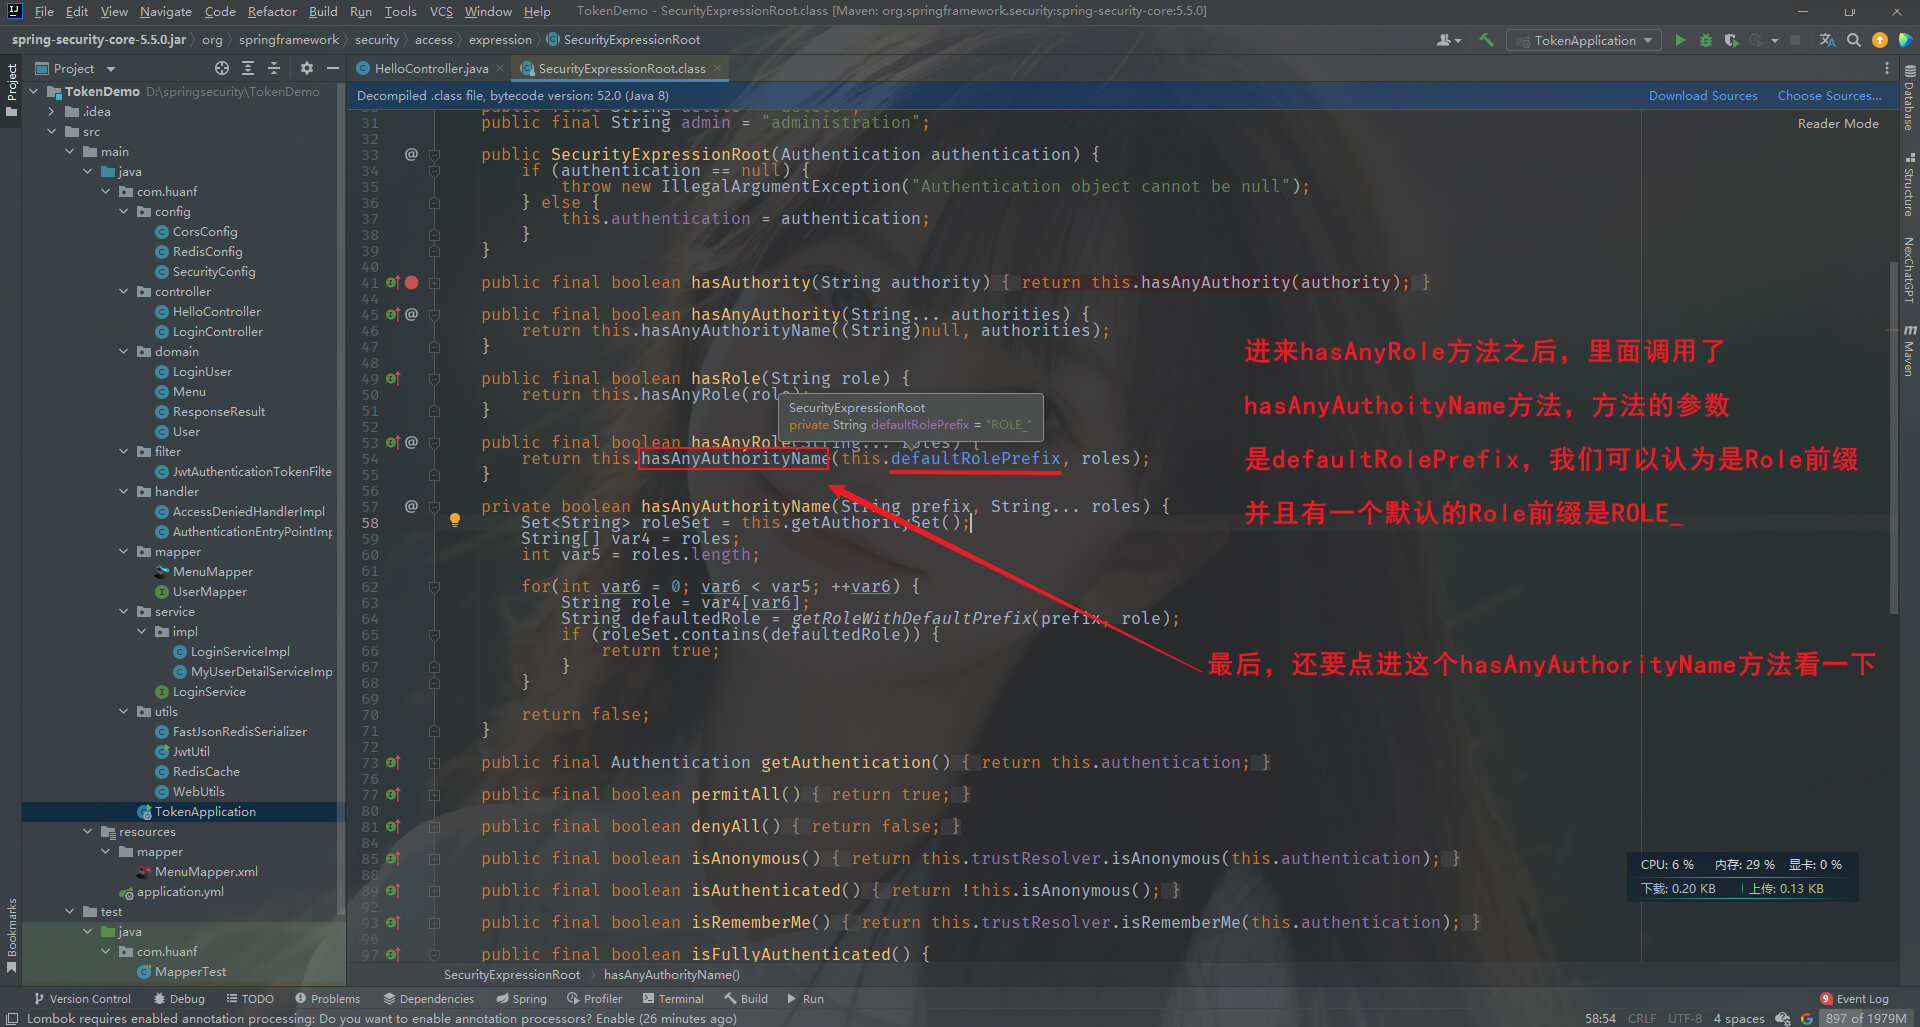 File Edit View Navigate Code Refactor Build Run Tools VCS Window Help TokenDemo - SecurityExpressionRoot.class [Maven: org.springframework.security:spring-security-core:5.5.0]
spring-security-core-5.5.0.jar org springframework security access expression SecurityExpressionRoot TokenApplication
Project HelloController.java SecurityExpressionRoot.class
Project
TokenDemo D:\springsecurity\TokenDemo
.idea
src
main
java
com.huanf
config
CorsConfig
RedisConfig
SecurityConfig
controller
HelloController
LoginController
domain
LoginUser
Menu
ResponseResult
User
filter
JwtAuthenticationTokenFilte
handler
AccessDeniedHandlerImpl
AuthenticationEntryPointImp
mapper
MenuMapper
UserMapper
service
impl
LoginServiceImpl
MyUserDetailServiceImp
LoginService
utils
FastJsonRedisSerializer
JwtUtil
RedisCache
WebUtils
TokenApplication
resources
mapper
MenuMapper.xml
application.yml
test
java
com.huanf
MapperTest
Bookmarks
Decompiled .class file, bytecode version: 52.0 (Java 8) Download Sources Choose Sources...
Reader Mode
31 public final String admin = "administration";
32
33 @ public SecurityExpressionRoot(Authentication authentication) {
34 if (authentication == null) {
35 throw new IllegalArgumentException("Authentication object cannot be null");
36 } else {
37 this.authentication = authentication;
38 }
39 }
40
41 public final boolean hasAuthority(String authority) { return this.hasAnyAuthority(authority); }
44
45 @ public final boolean hasAnyAuthority(String... authorities) {
46 return this.hasAnyAuthorityName((String)null, authorities);
47 }
48
49 public final boolean hasRole(String role) {
50 return this.hasAnyRole(role);
51 }
52
SecurityExpressionRoot
private String defaultRolePrefix = "ROLE_"
53 @ public final boolean hasAnyRole(String... roles) {
54 return this.hasAnyAuthorityName(this.defaultRolePrefix, roles);
55 }
56
57 @ private boolean hasAnyAuthorityName(String prefix, String... roles) {
58 Set<String> roleSet = this.getAuthoritySet();
59 String[] var4 = roles;
60 int var5 = roles.length;
61
62 for(int var6 = 0; var6 < var5; ++var6) {
63 String role = var4[var6];
64 String defaultedRole = getRoleWithDefaultPrefix(prefix, role);
65 if (roleSet.contains(defaultedRole)) {
66 return true;
67 }
68 }
69
70 return false;
71 }
72
73 public final Authentication getAuthentication() { return this.authentication; }
76
77 public final boolean permitAll() { return true; }
80
81 public final boolean denyAll() { return false; }
84
85 public final boolean isAnonymous() { return this.trustResolver.isAnonymous(this.authentication); }
88
89 public final boolean isAuthenticated() { return !this.isAnonymous(); }
92
93 public final boolean isRememberMe() { return this.trustResolver.isRememberMe(this.authentication); }
96
97 public final boolean isFullyAuthenticated() {
进来hasAnyRole方法之后，里面调用了
hasAnyAuthoityName方法，方法的参数
是defaultRolePrefix，我们可以认为是Role前缀
并且有一个默认的Role前缀是ROLE_
最后，还要点进这个hasAnyAuthorityName方法看一下
CPU: 6 % 内存: 29 % 显卡: 0 %
下载: 0.20 KB 上传: 0.13 KB
Database
Structure
NexChatGPT
m Maven
SecurityExpressionRoot hasAnyAuthorityName()
Version Control Debug TODO Problems Dependencies Spring Profiler Terminal Build Run 9 Event Log
Lombok requires enabled annotation processing: Do you want to enable annotation processors? Enable (26 minutes ago) 58:54 CRLF UTF-8 4 spaces 897 of 1979M